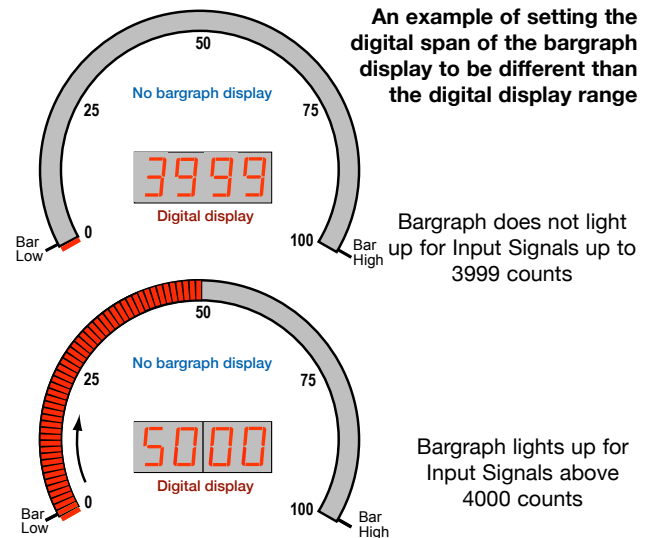 An example of setting the
digital span of the bargraph
display to be different than
the digital display range
50
No bargraph display
25
75
3999
Digital display
0
100
Bar
Low
Bar
High
Bargraph does not light
up for Input Signals up to
3999 counts
50
No bargraph display
25
75
5000
Digital display
0
100
Bar
Low
Bar
High
Bargraph lights up for
Input Signals above
4000 counts